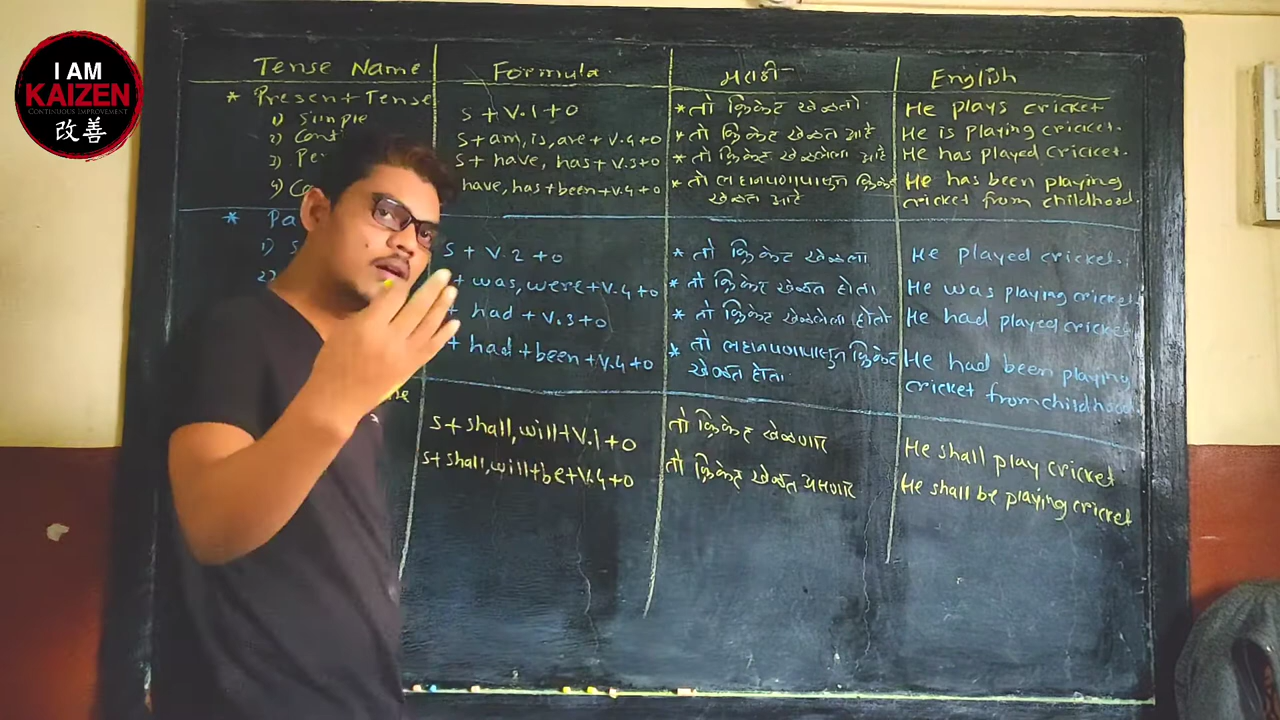 I AM
KAIZEN
CONTINUOUS IMPROVEMENT
改善
Tense Name Formula मराठी English
* Present Tense
1) Simple S + V.1 + O * तो क्रिकेट खेळतो. He plays cricket
2) Cont S + am, is, are + V.4 + O * तो क्रिकेट खेळत आहे He is playing cricket.
3) Pe S + have, has + V.3 + O * तो क्रिकेट खेळलेला आहे He has played cricket.
4) Co have, has + been + V.4 + O * तो लहानपणापासून क्रिकेट He has been playing
खेळत आहे cricket from childhood.
* Pa
1) S S + V.2 + O * तो क्रिकेट खेळला He played cricket.
2) + was, were + V.4 + O * तो क्रिकेट खेळत होता He was playing cricket.
+ had + V.3 + O * तो क्रिकेट खेळलेला होता He had played cricket
+ had + been + V.4 + O * तो लहानपणापासून क्रिकेट He had been playing
खेळत होता. cricket from childhood.
S + shall, will + V.1 + O तो क्रिकेट खेळणार He shall play cricket
S + shall, will + be + V.4 + O तो क्रिकेट खेळत असणार He shall be playing cricket